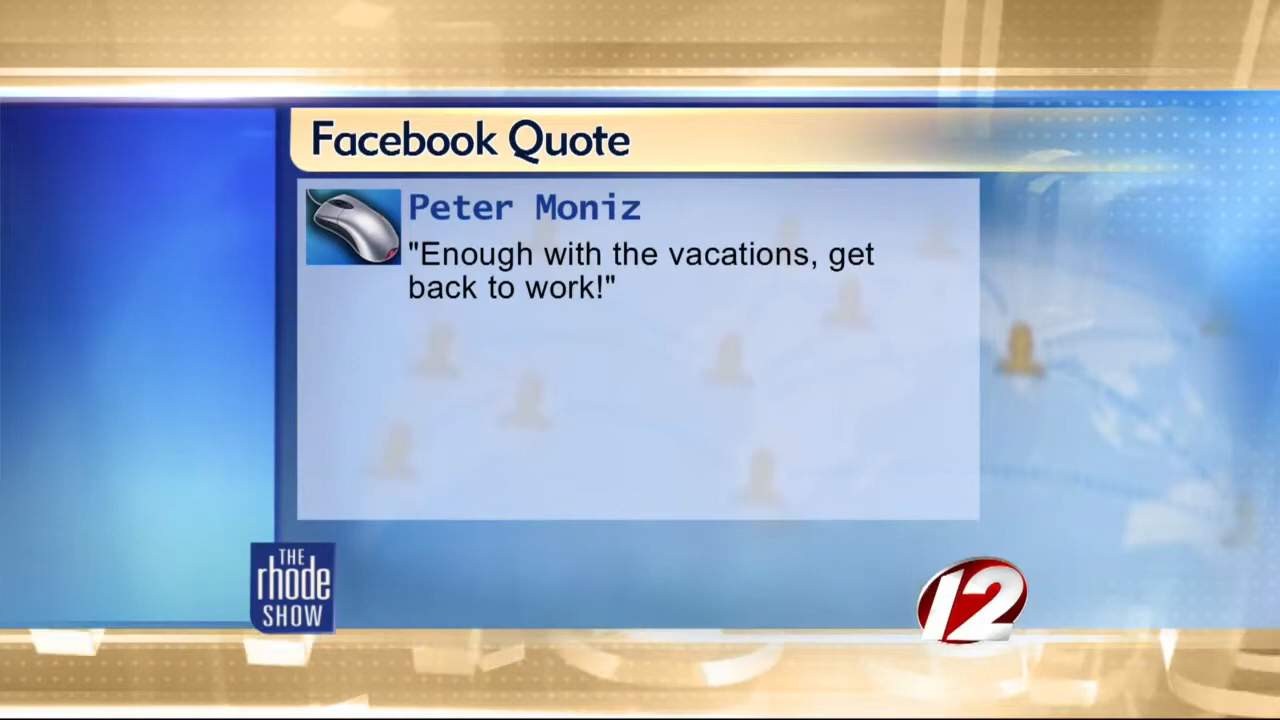 Facebook Quote
Peter Moniz
"Enough with the vacations, get
back to work!"
THE
rhode
SHOW
12